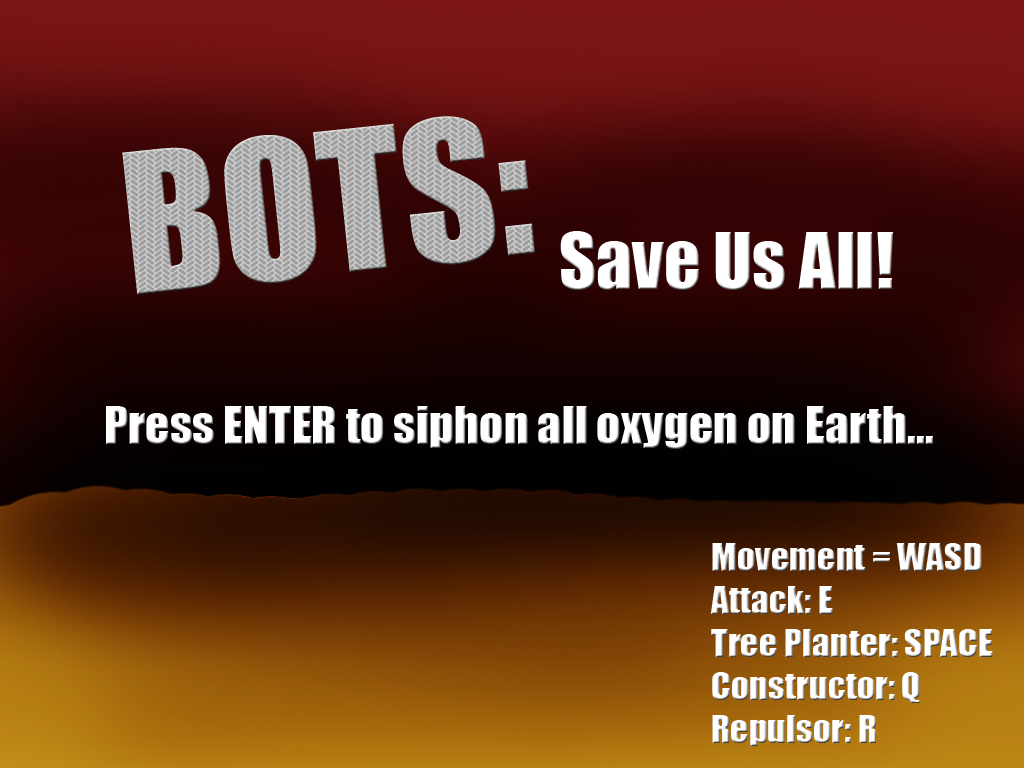 BOTS: Save Us All!
Press ENTER to siphon all oxygen on Earth...
Movement = WASD
Attack: E
Tree Planter: SPACE
Constructor: Q
Repulsor: R